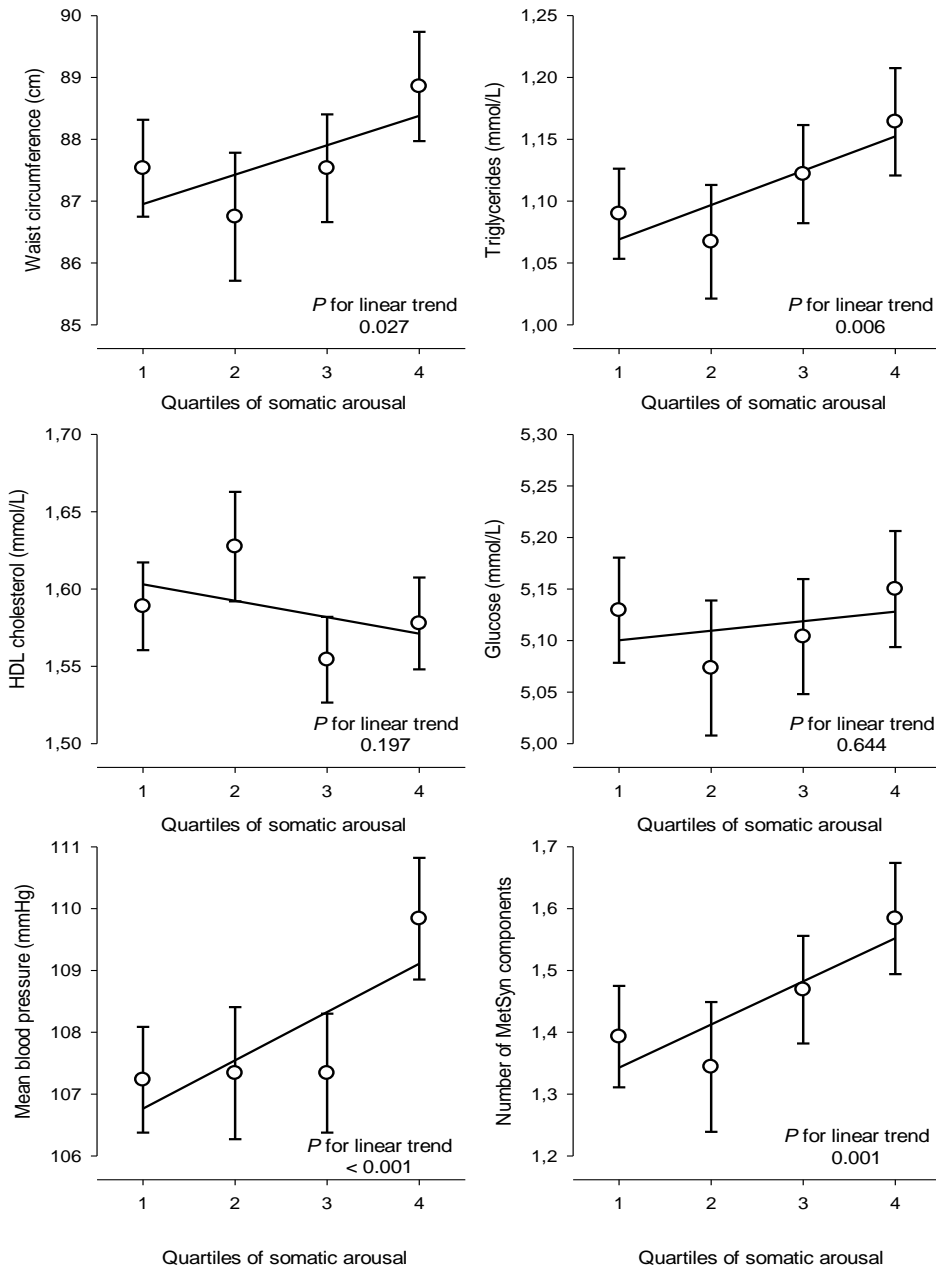 Waist circumference (cm)
90
89
88
87
86
85
P for linear trend
0.027
1 2 3 4
Quartiles of somatic arousal
Triglycerides (mmol/L)
1,25
1,20
1,15
1,10
1,05
1,00
P for linear trend
0.006
1 2 3 4
Quartiles of somatic arousal
HDL cholesterol (mmol/L)
1,70
1,65
1,60
1,55
1,50
P for linear trend
0.197
1 2 3 4
Quartiles of somatic arousal
Glucose (mmol/L)
5,30
5,25
5,20
5,15
5,10
5,05
5,00
P for linear trend
0.644
1 2 3 4
Quartiles of somatic arousal
Mean blood pressure (mmHg)
111
110
109
108
107
106
P for linear trend
< 0.001
1 2 3 4
Quartiles of somatic arousal
Number of MetSyn components
1,7
1,6
1,5
1,4
1,3
1,2
P for linear trend
0.001
1 2 3 4
Quartiles of somatic arousal